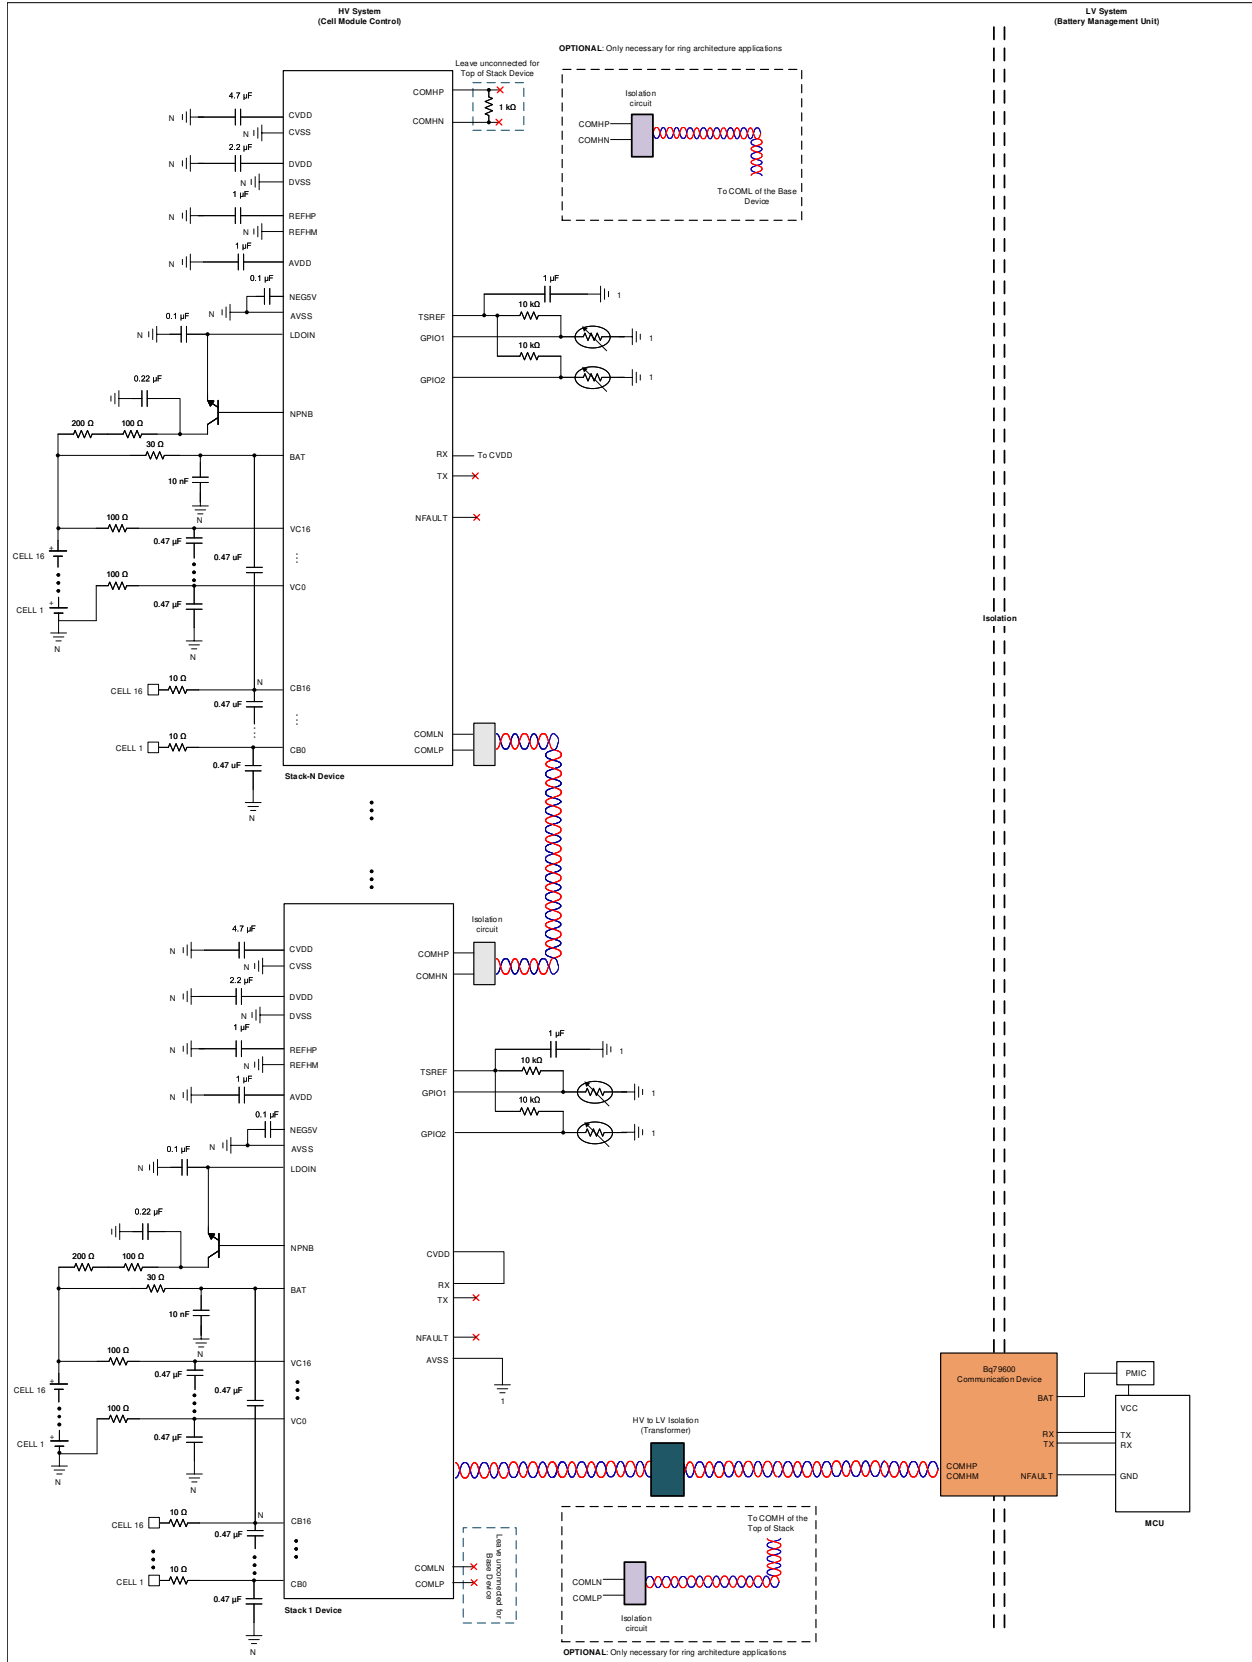 HV System
(Cell Module Control)
LV System
(Battery Management Unit)
OPTIONAL: Only necessary for ring architecture applications
Leave unconnected for
Top of Stack Device
COMHP
1 kΩ
COMHN
Isolation
circuit
COMHP
COMHN
To COML of the Base
Device
4.7 µF
N
CVDD
N
CVSS
2.2 µF
N
DVDD
N
DVSS
1 µF
N
REFHP
N
REFHM
1 µF
N
AVDD
0.1 µF
NEG5V
N
AVSS
0.1 µF
N
LDOIN
1 µF
1
10 kΩ
TSREF
GPIO1
1
10 kΩ
GPIO2
1
0.22 µF
NPNB
200 Ω
100 Ω
30 Ω
BAT
10 nF
N
RX
To CVDD
TX
NFAULT
100 Ω
VC16
0.47 µF
0.47 uF
CELL 16
+
100 Ω
VC0
0.47 µF
CELL 1
+
N
N
Isolation
10 Ω
N
CELL 16
CB16
0.47 uF
10 Ω
CELL 1
CB0
0.47 uF
N
COMLN
COMLP
Stack-N Device
Isolation
circuit
COMHP
COMHN
4.7 µF
N
CVDD
N
CVSS
2.2 µF
N
DVDD
N
DVSS
1 µF
N
REFHP
N
REFHM
1 µF
N
AVDD
0.1 µF
NEG5V
N
AVSS
0.1 µF
N
LDOIN
1 µF
1
10 kΩ
TSREF
GPIO1
1
10 kΩ
GPIO2
1
0.22 µF
NPNB
200 Ω
100 Ω
30 Ω
BAT
10 nF
N
CVDD
RX
TX
NFAULT
AVSS
1
100 Ω
VC16
0.47 µF
0.47 µF
CELL 16
+
100 Ω
VC0
0.47 µF
CELL 1
+
N
N
HV to LV Isolation
(Transformer)
Bq79600
Communication Device
BAT
RX
TX
COMHP
COMHM
NFAULT
PMIC
VCC
TX
RX
GND
MCU
10 Ω
N
CELL 16
CB16
0.47 µF
10 Ω
CELL 1
CB0
0.47 µF
N
COMLN
COMLP
Leave unconnected for
Base Device
Stack 1 Device
To COMH of the
Top of Stack
COMLN
COMLP
Isolation
circuit
OPTIONAL: Only necessary for ring architecture applications